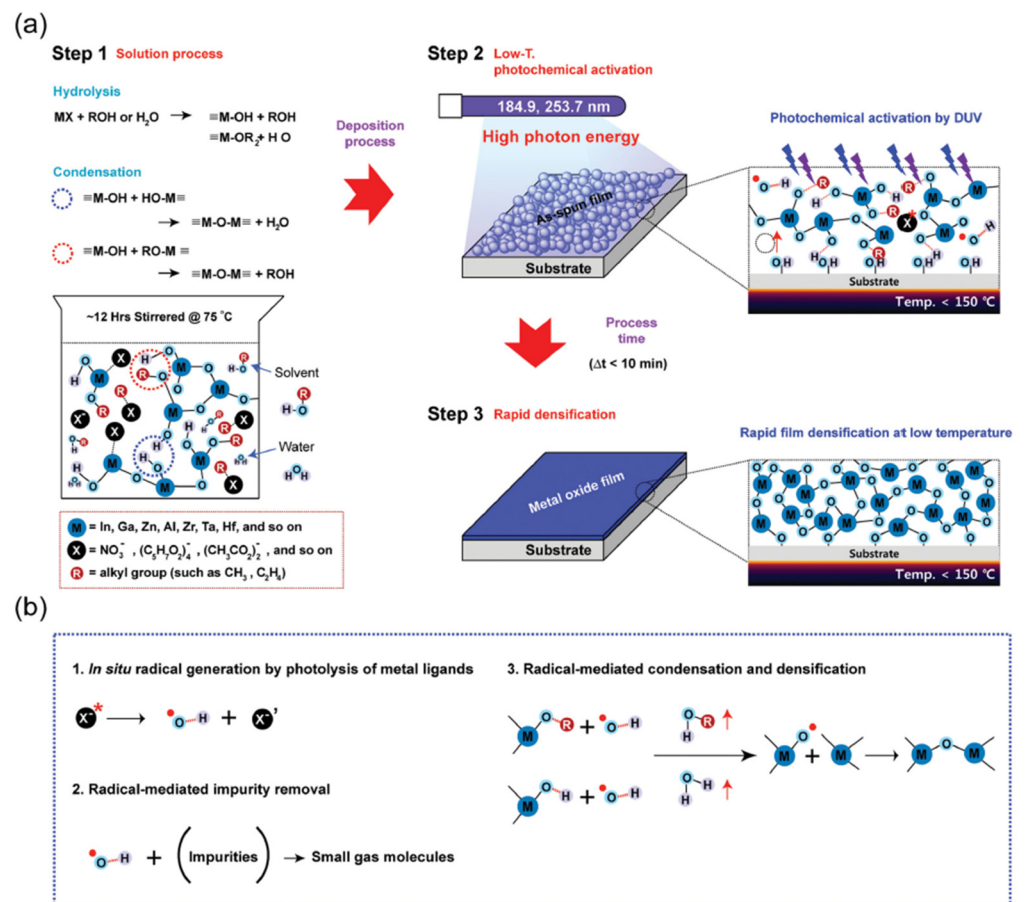 (a)
Step 1 Solution process
Hydrolysis
MX + ROH or H₂O → ≡M-OH + ROH
≡M-OR₂+ H O
Condensation
≡M-OH + HO-M≡
→ ≡M-O-M≡ + H₂O
≡M-OH + RO-M ≡
→ ≡M-O-M≡ + ROH
~12 Hrs Stirrered @ 75 °C
Solvent
Water
M = In, Ga, Zn, Al, Zr, Ta, Hf, and so on
X = NO₃⁻ , (C₅H₇O₂)₄⁻ , (CH₃CO₂)₂⁻ , and so on
R = alkyl group (such as CH₃ , C₂H₄)
Deposition
process
Step 2 Low-T.
photochemical activation
184.9, 253.7 nm
High photon energy
As-spun film
Substrate
Photochemical activation by DUV
Substrate
Temp. < 150 ℃
Process
time
(Δt < 10 min)
Step 3 Rapid densification
Metal oxide film
Substrate
Rapid film densification at low temperature
Substrate
Temp. < 150 ℃
(b)
1. In situ radical generation by photolysis of metal ligands
X⁻* → •O H + X⁻’
2. Radical-mediated impurity removal
•O H + (Impurities) → Small gas molecules
3. Radical-mediated condensation and densification
M O R + •O H → O R H ↑
M O H + •O H → O H H ↑
M O• + M → M O M